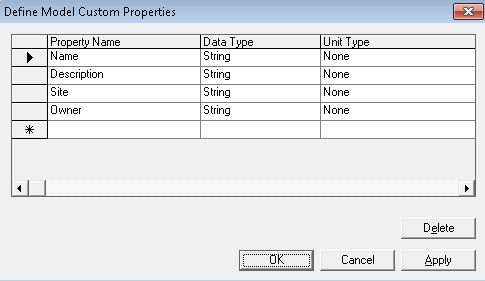 Define Model Custom Properties
Property Name Data Type Unit Type
Name String None
Description String None
Site String None
Owner String None
Delete
OK Cancel Apply